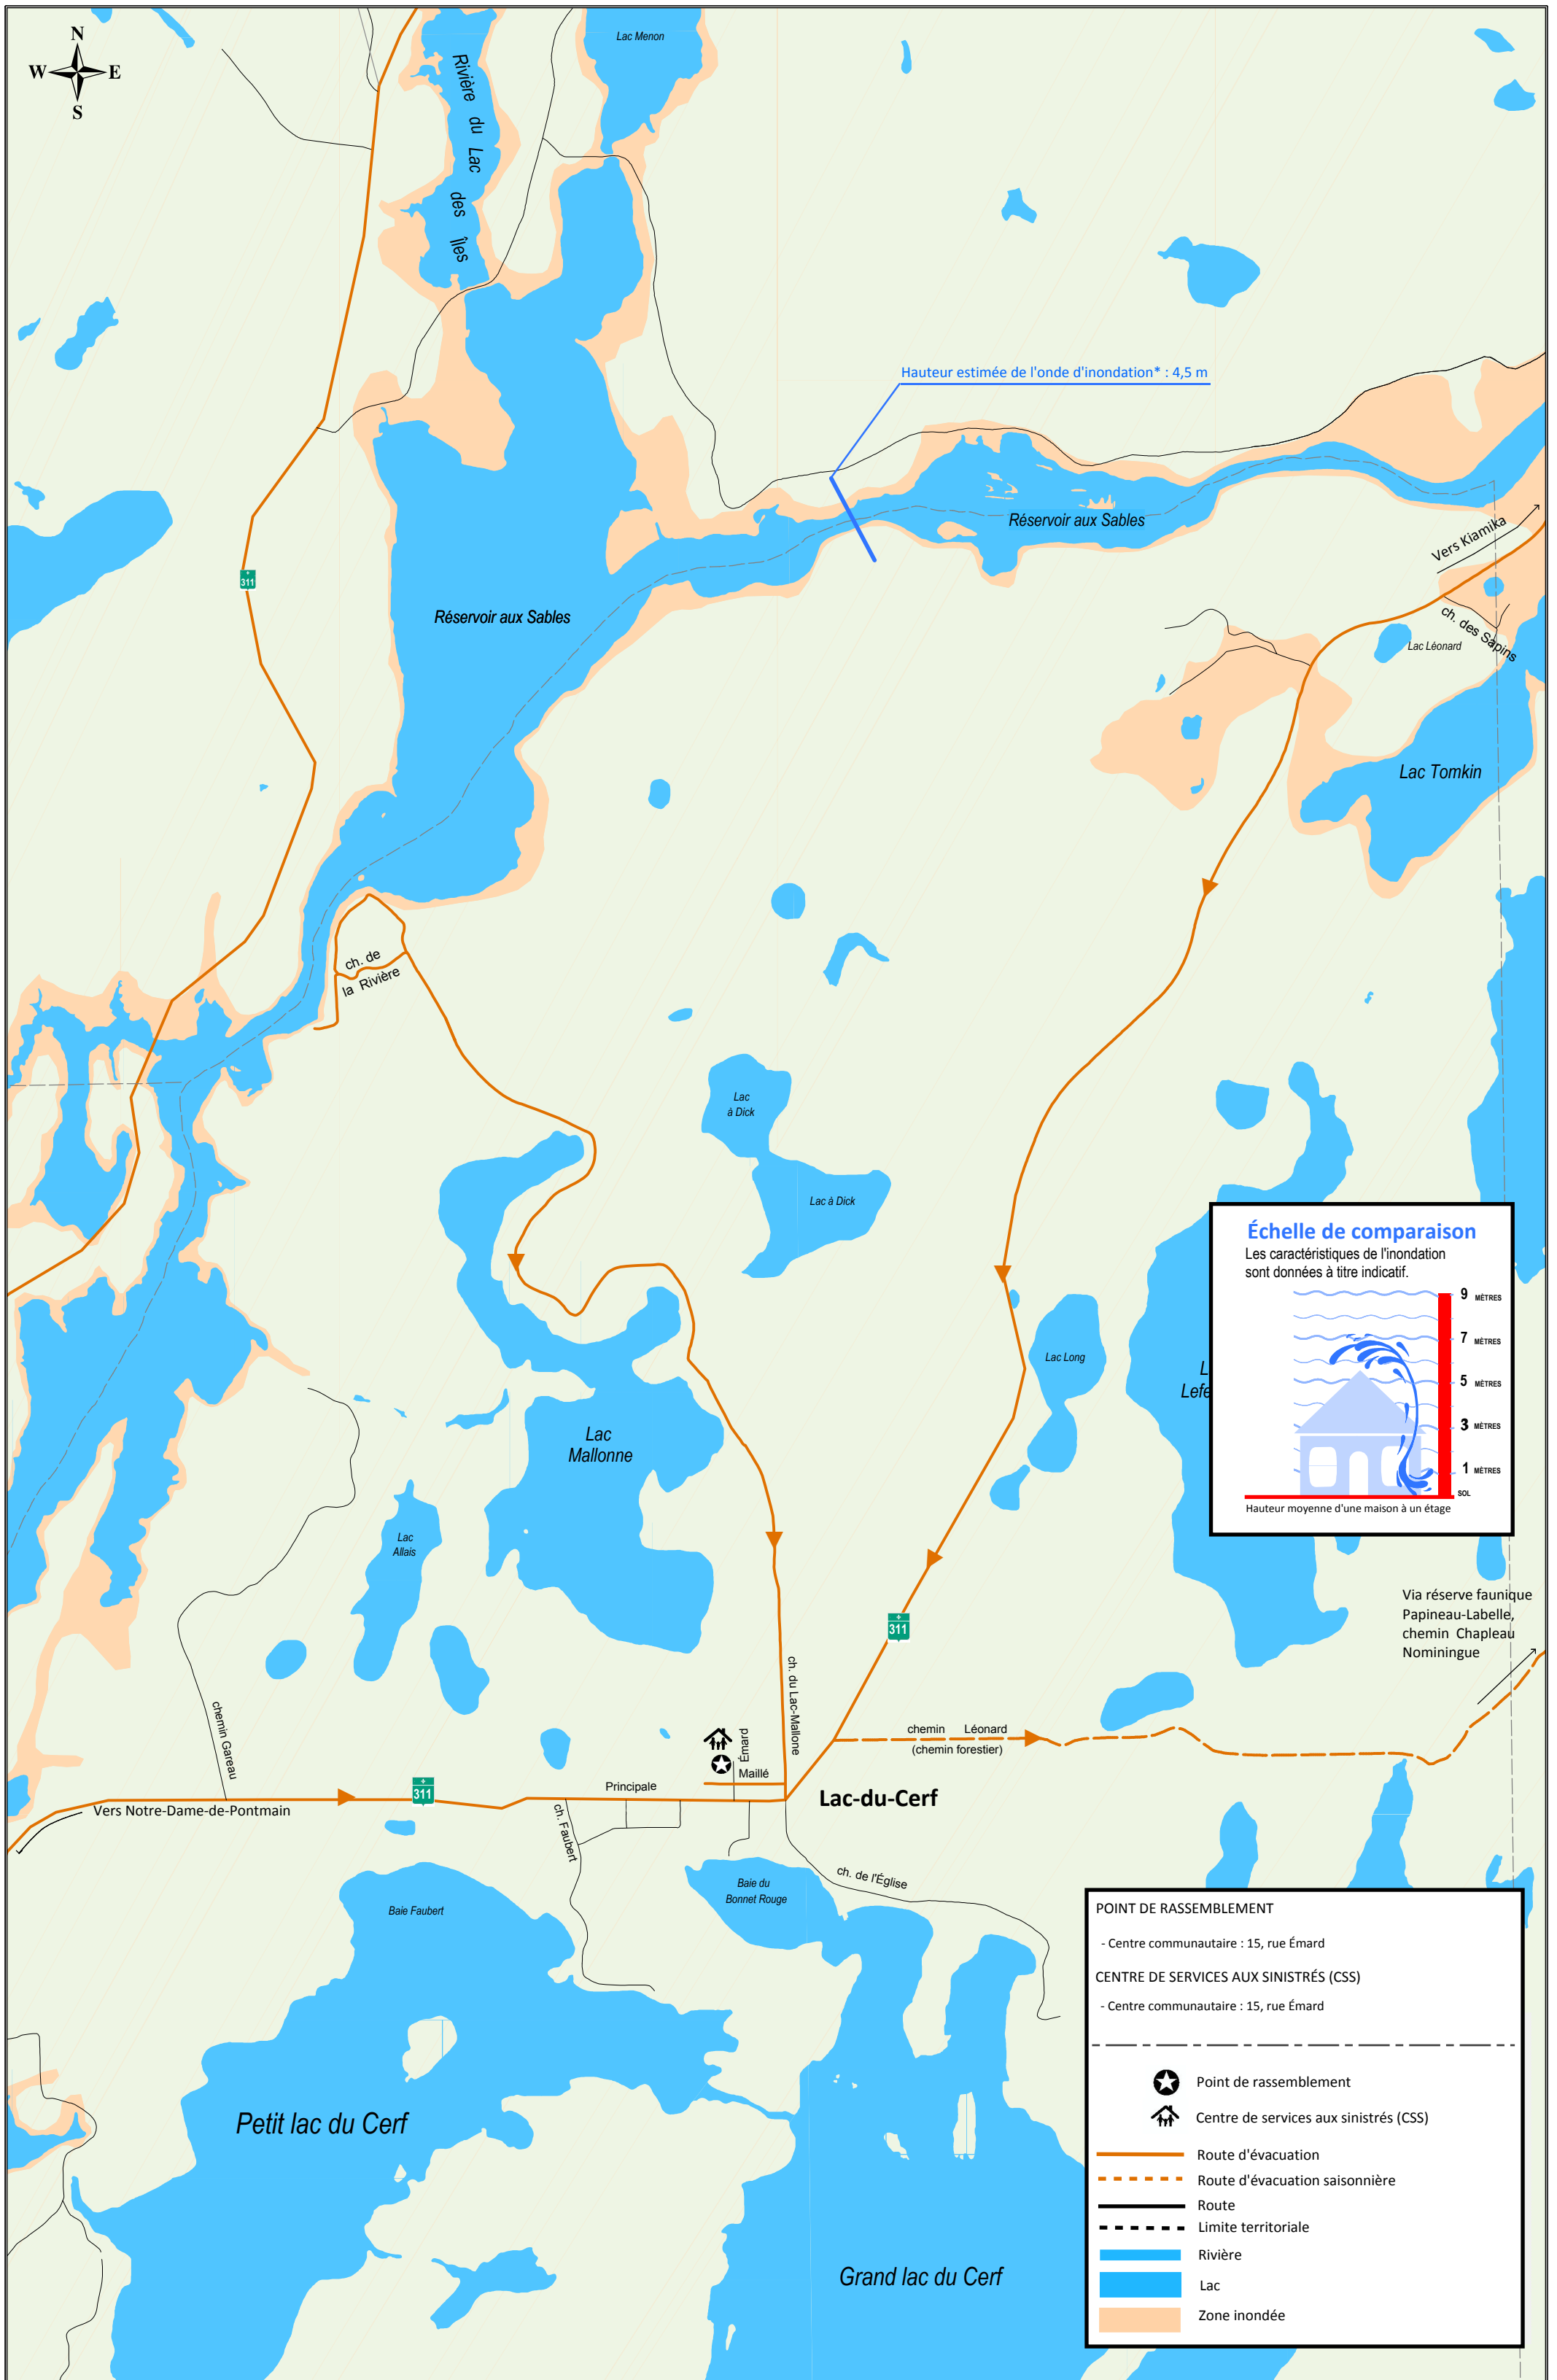 N
W E
S
Lac Menon
Rivière du Lac des Îles
Hauteur estimée de l'onde d'inondation* : 4,5 m
Réservoir aux Sables
Vers Kiamika
311
Réservoir aux Sables
ch. des Sapins
Lac Léonard
Lac Tomkin
ch. de
la Rivière
Lac
à Dick
Lac à Dick
Échelle de comparaison
Les caractéristiques de l'inondation
sont données à titre indicatif.
9 MÈTRES
7 MÈTRES
5 MÈTRES
3 MÈTRES
1 MÈTRES
SOL
Hauteur moyenne d'une maison à un étage
Lac Long
L
Lefe
Lac
Mallonne
Lac
Allais
Via réserve faunique
Papineau-Labelle,
chemin Chapleau
Nominingue
311
ch. du Lac-Mallone
chemin Gareau
chemin Léonard
(chemin forestier)
Émard
Maillé
Principale
311
Lac-du-Cerf
Vers Notre-Dame-de-Pontmain
ch. Faubert
ch. de l'Église
Baie du
Bonnet Rouge
Baie Faubert
POINT DE RASSEMBLEMENT
- Centre communautaire : 15, rue Émard
CENTRE DE SERVICES AUX SINISTRÉS (CSS)
- Centre communautaire : 15, rue Émard
Point de rassemblement
Centre de services aux sinistrés (CSS)
Route d'évacuation
Route d'évacuation saisonnière
Route
Limite territoriale
Rivière
Lac
Zone inondée
Petit lac du Cerf
Grand lac du Cerf